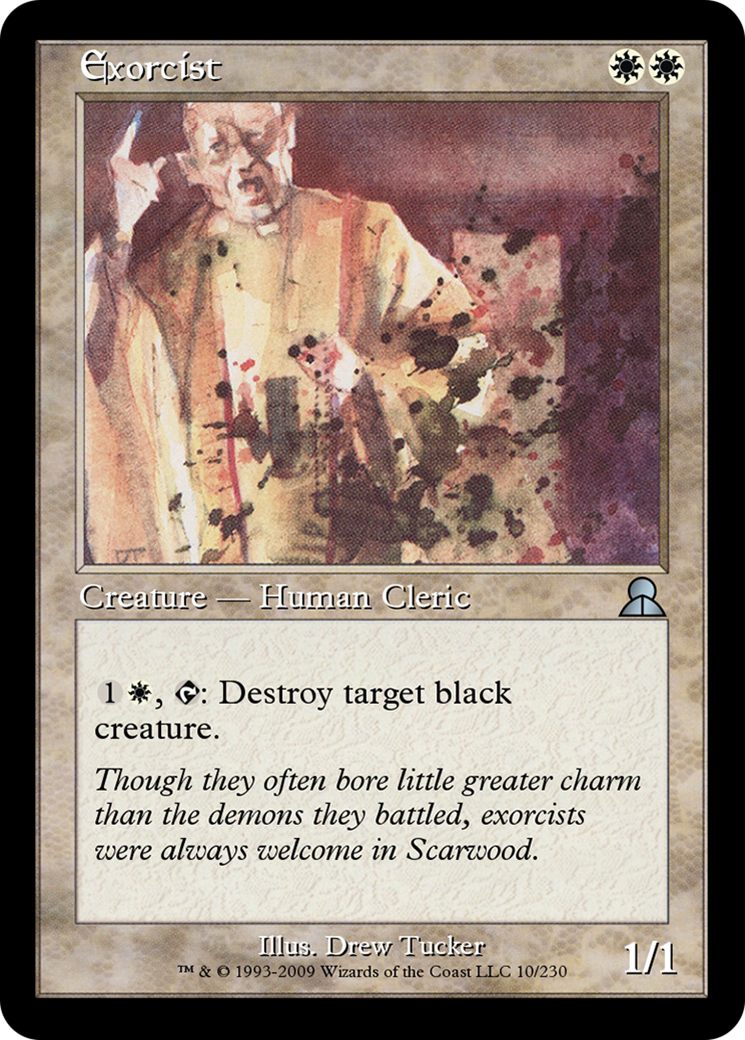 Exorcist
Creature — Human Cleric
1, : Destroy target black
creature.
Though they often bore little greater charm
than the demons they battled, exorcists
were always welcome in Scarwood.
Illus. Drew Tucker
™ & © 1993-2009 Wizards of the Coast LLC 10/230
1/1